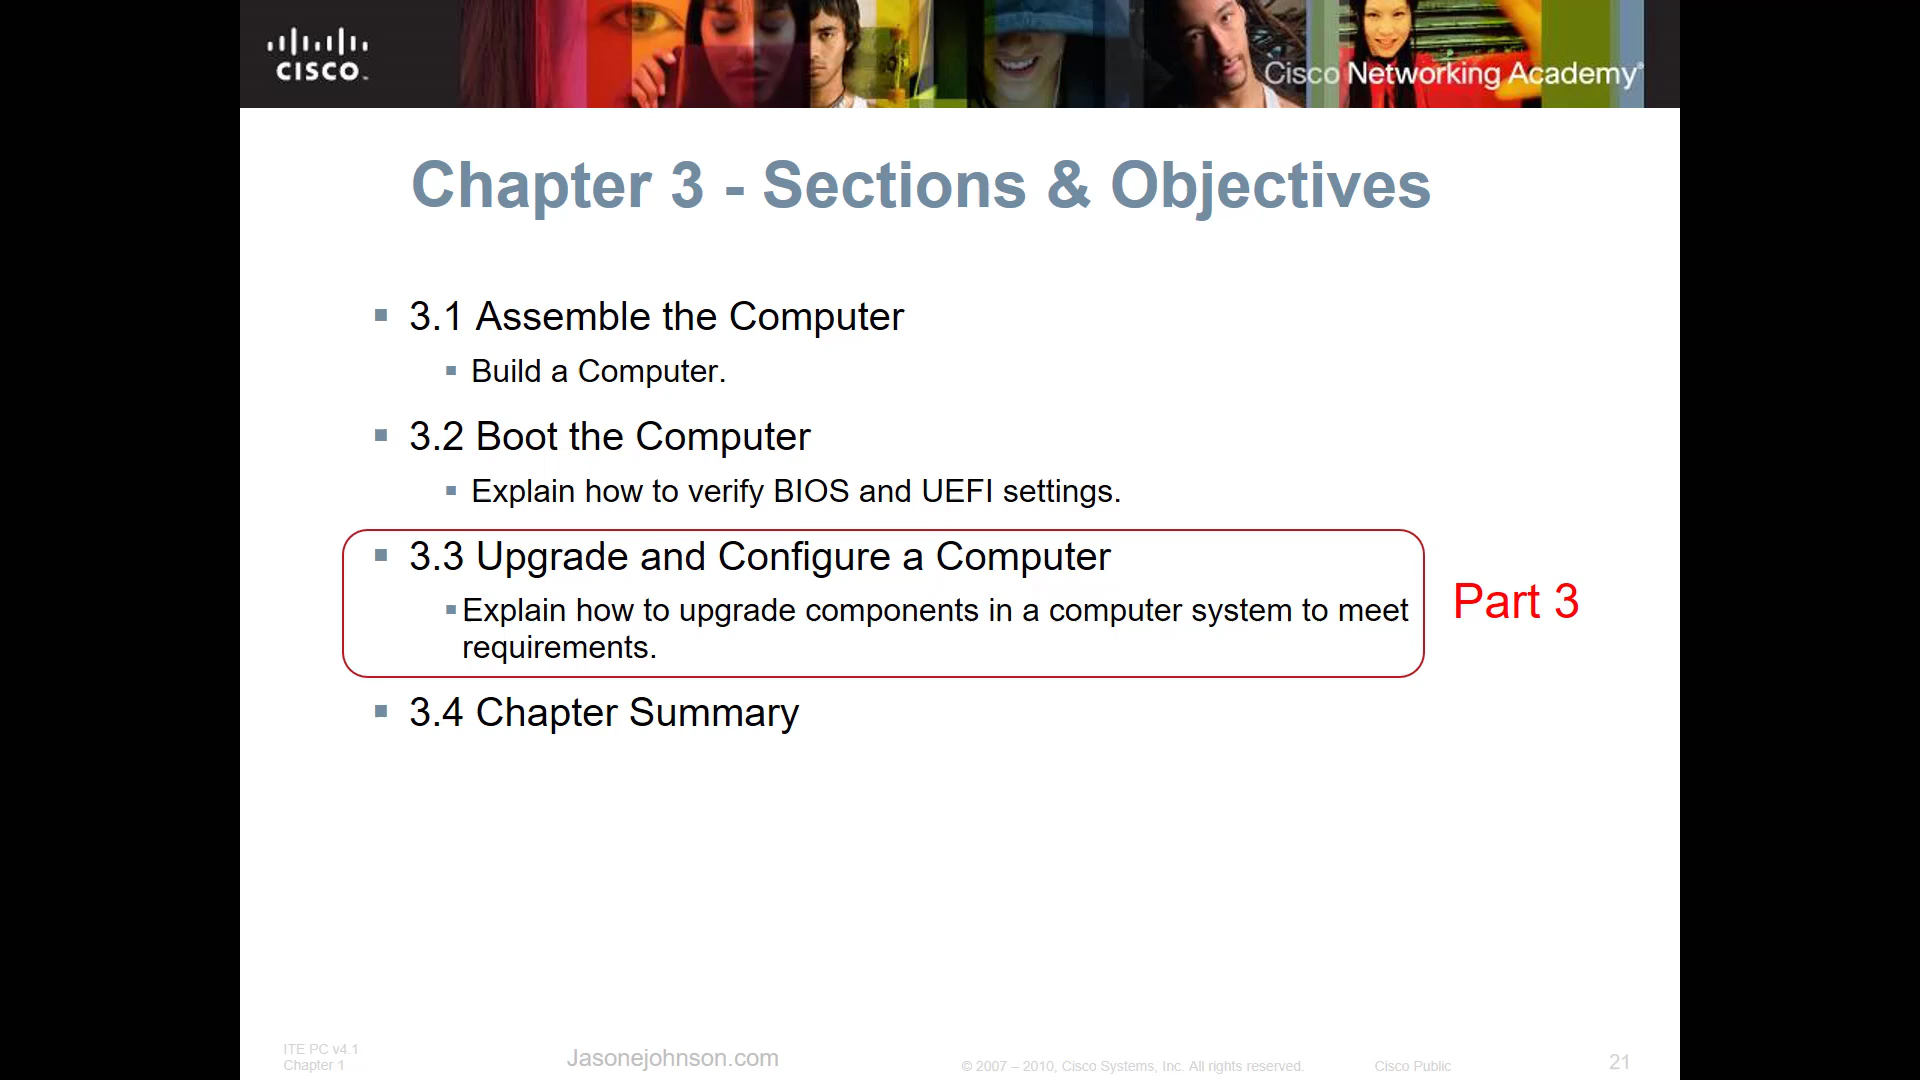 CISCO
Cisco Networking Academy®
Chapter 3 - Sections & Objectives
3.1 Assemble the Computer
Build a Computer.
3.2 Boot the Computer
Explain how to verify BIOS and UEFI settings.
3.3 Upgrade and Configure a Computer
Explain how to upgrade components in a computer system to meet
requirements.
Part 3
3.4 Chapter Summary
ITE PC v4.1
Chapter 1
Jasonejohnson.com
© 2007 – 2010, Cisco Systems, Inc. All rights reserved.
Cisco Public
21